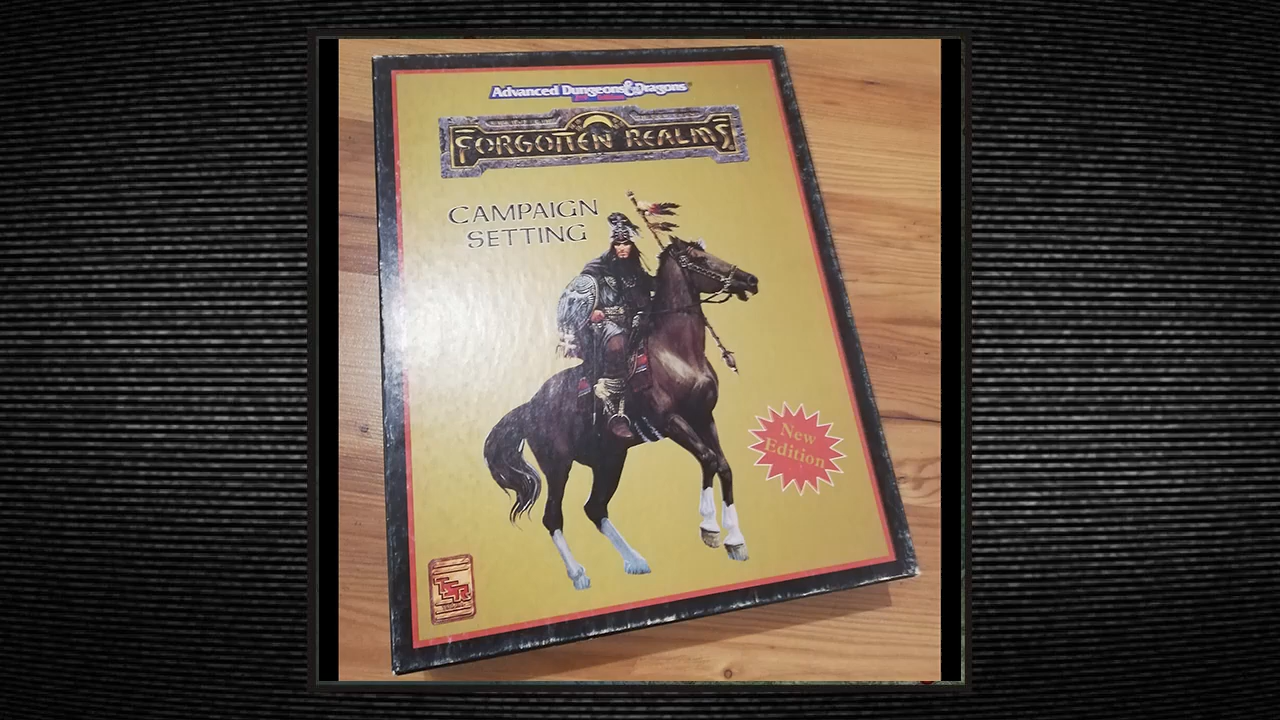 Advanced Dungeons & Dragons
FORGOTTEN REALMS
CAMPAIGN
SETTING
New
Edition
TSR